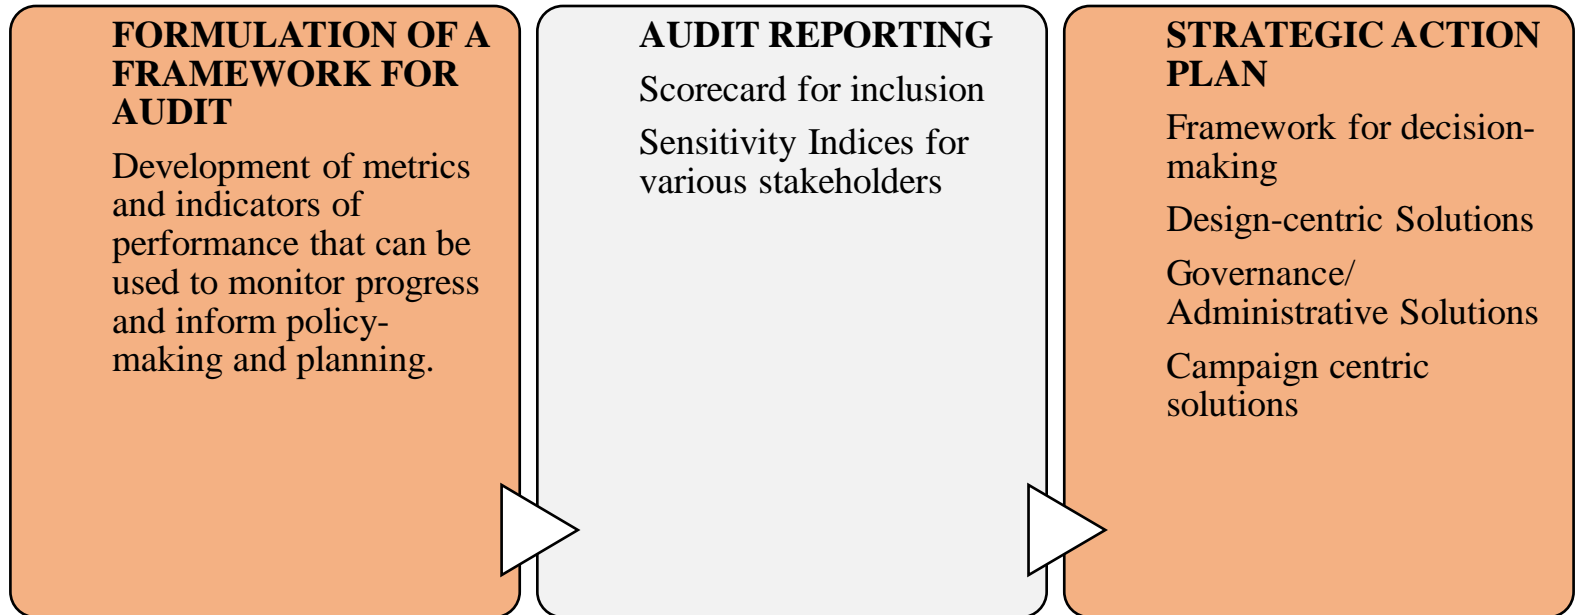 FORMULATION OF A
FRAMEWORK FOR
AUDIT
Development of metrics
and indicators of
performance that can be
used to monitor progress
and inform policy-
making and planning.
AUDIT REPORTING
Scorecard for inclusion
Sensitivity Indices for
various stakeholders
STRATEGIC ACTION
PLAN
Framework for decision-
making
Design-centric Solutions
Governance/
Administrative Solutions
Campaign centric
solutions